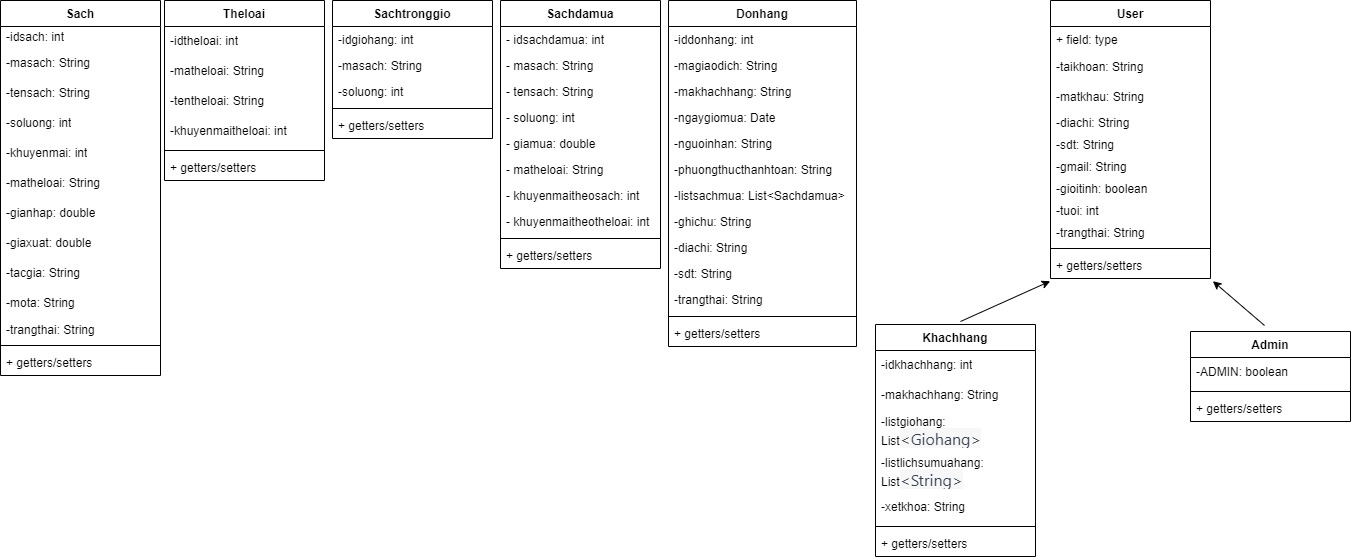 Sach
-idsach: int
-masach: String
-tensach: String
-soluong: int
-khuyenmai: int
-matheloai: String
-gianhap: double
-giaxuat: double
-tacgia: String
-mota: String
-trangthai: String
+ getters/setters
Theloai
-idtheloai: int
-matheloai: String
-tentheloai: String
-khuyenmaitheloai: int
+ getters/setters
Sachtronggio
-idgiohang: int
-masach: String
-soluong: int
+ getters/setters
Sachdamua
- idsachdamua: int
- masach: String
- tensach: String
- soluong: int
- giamua: double
- matheloai: String
- khuyenmaitheosach: int
- khuyenmaitheotheloai: int
+ getters/setters
Donhang
-iddonhang: int
-magiaodich: String
-makhachhang: String
-ngaygiomua: Date
-nguoinhan: String
-phuongthucthanhtoan: String
-listsachmua: List<Sachdamua>
-ghichu: String
-diachi: String
-sdt: String
-trangthai: String
+ getters/setters
User
+ field: type
-taikhoan: String
-matkhau: String
-diachi: String
-sdt: String
-gmail: String
-gioitinh: boolean
-tuoi: int
-trangthai: String
+ getters/setters
Khachhang
-idkhachhang: int
-makhachhang: String
-listgiohang:
List<Giohang>
-listlichsumuahang:
List<String>
-xetkhoa: String
+ getters/setters
Admin
-ADMIN: boolean
+ getters/setters